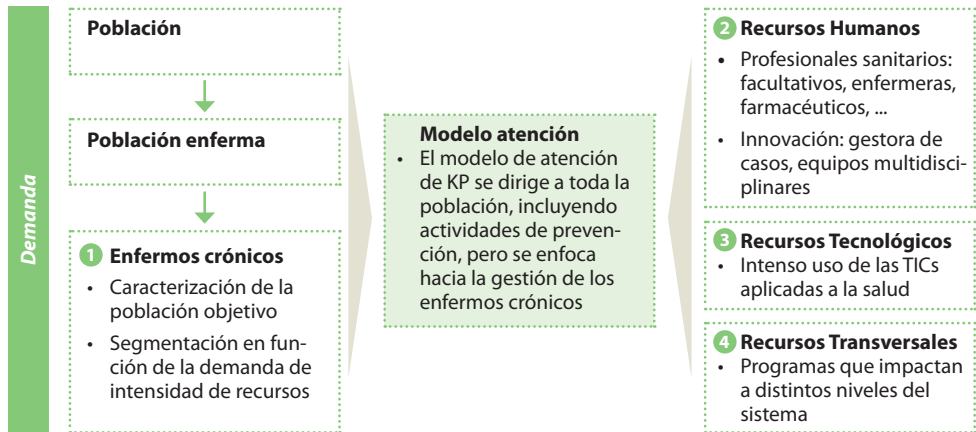 Demanda
Población
Población enferma
1 Enfermos crónicos
• Caracterización de la
población objetivo
• Segmentación en fun-
ción de la demanda de
intensidad de recursos
Modelo atención
• El modelo de atención
de KP se dirige a toda la
población, incluyendo
actividades de preven-
ción, pero se enfoca
hacia la gestión de los
enfermos crónicos
2 Recursos Humanos
• Profesionales sanitarios:
facultativos, enfermeras,
farmacéuticos, ...
• Innovación: gestora de
casos, equipos multidisci-
plinares
3 Recursos Tecnológicos
• Intenso uso de las TICs
aplicadas a la salud
4 Recursos Transversales
• Programas que impactan
a distintos niveles del
sistema